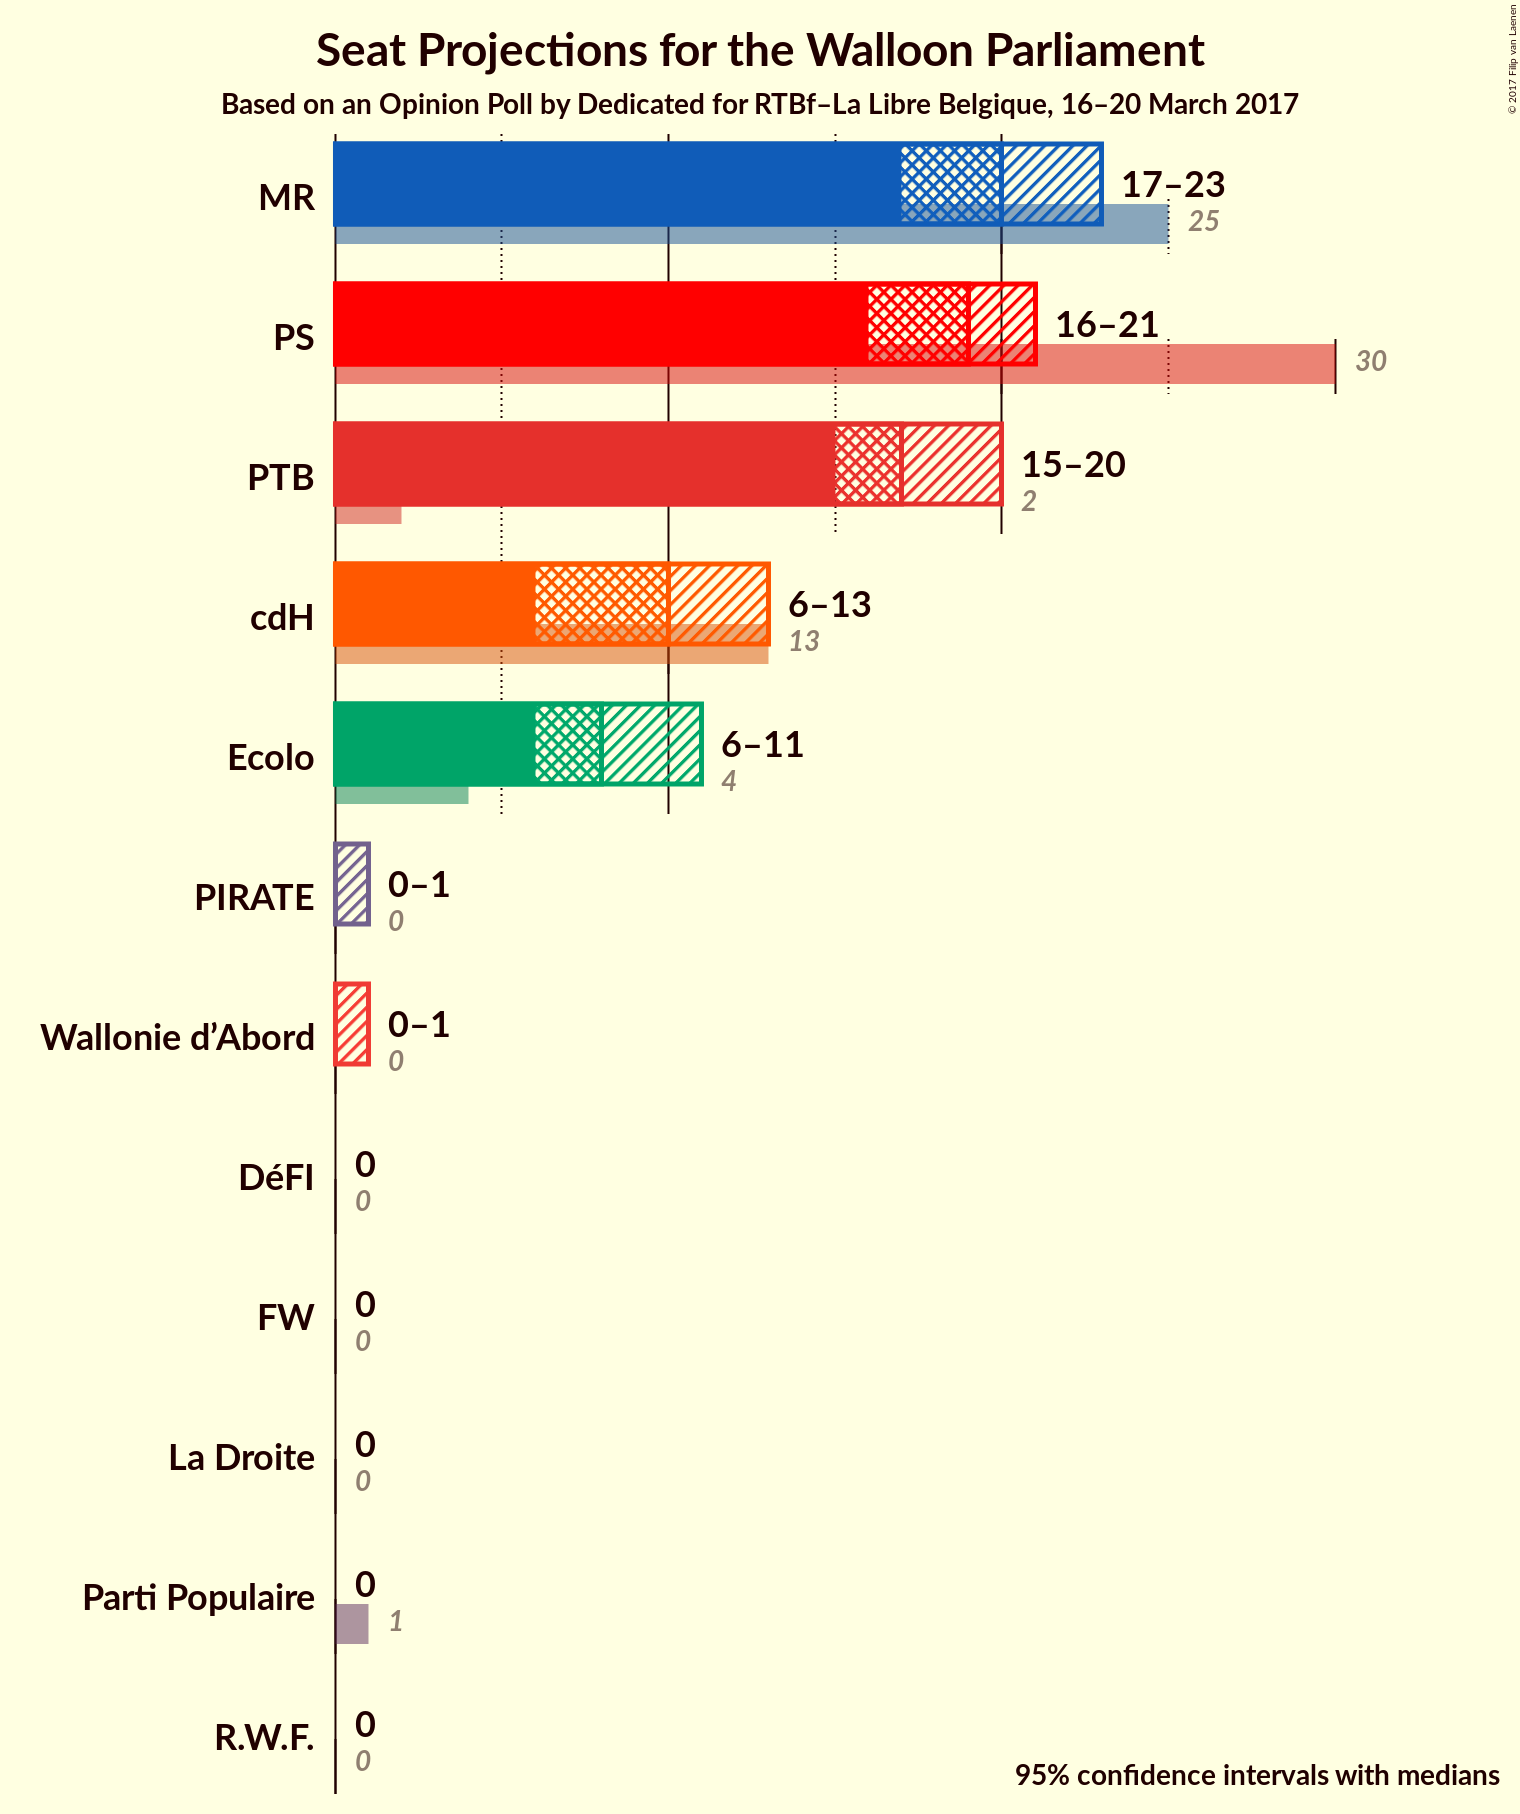 Seat Projections for the Walloon Parliament
Based on an Opinion Poll by Dedicated for RTBf–La Libre Belgique, 16–20 March 2017
© 2017 Filip van Laenen
MR
17–23
25
PS
16–21
30
PTB
15–20
2
cdH
6–13
13
Ecolo
6–11
4
PIRATE
0–1
0
Wallonie d’Abord
0–1
0
DéFI
0
0
FW
0
0
La Droite
0
0
Parti Populaire
0
1
R.W.F.
0
0
95% confidence intervals with medians